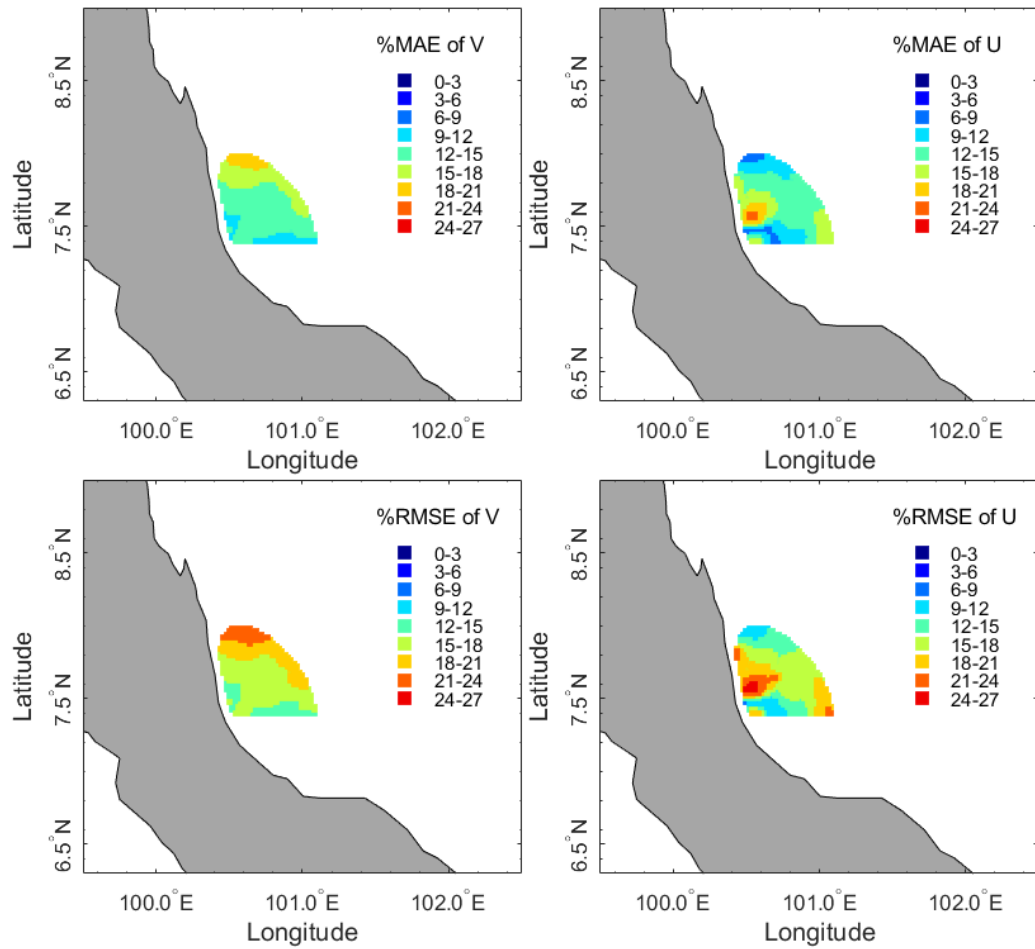 %MAE of V
0-3
3-6
6-9
9-12
12-15
15-18
18-21
21-24
24-27
8.5°N
7.5°N
6.5°N
Latitude
100.0°E 101.0°E 102.0°E
Longitude
%MAE of U
0-3
3-6
6-9
9-12
12-15
15-18
18-21
21-24
24-27
8.5°N
7.5°N
6.5°N
Latitude
100.0°E 101.0°E 102.0°E
Longitude
%RMSE of V
0-3
3-6
6-9
9-12
12-15
15-18
18-21
21-24
24-27
8.5°N
7.5°N
6.5°N
Latitude
100.0°E 101.0°E 102.0°E
Longitude
%RMSE of U
0-3
3-6
6-9
9-12
12-15
15-18
18-21
21-24
24-27
8.5°N
7.5°N
6.5°N
Latitude
100.0°E 101.0°E 102.0°E
Longitude